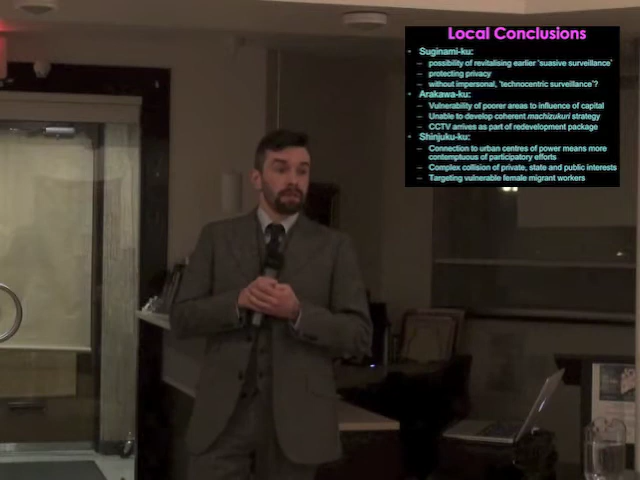 Local Conclusions
• Suginami-ku:
– possibility of revitalising earlier 'suasive surveillance'
– protecting privacy
– without impersonal, 'technocentric surveillance'?
• Arakawa-ku:
– Vulnerability of poorer areas to influence of capital
– Unable to develop coherent machizukuri strategy
– CCTV arrives as part of redevelopment package
• Shinjuku-ku:
– Connection to urban centres of power means more
contemptuous of participatory efforts
– Complex collision of private, state and public interests
– Targeting vulnerable female migrant workers